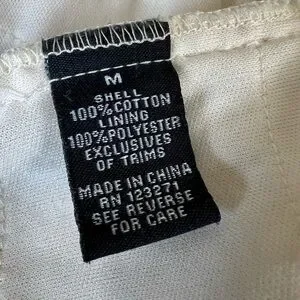 M
SHELL
100%COTTON
LINING
100%POLYESTER
EXCLUSIVES
OF TRIMS
MADE IN CHINA
RN 123271
SEE REVERSE
FOR CARE